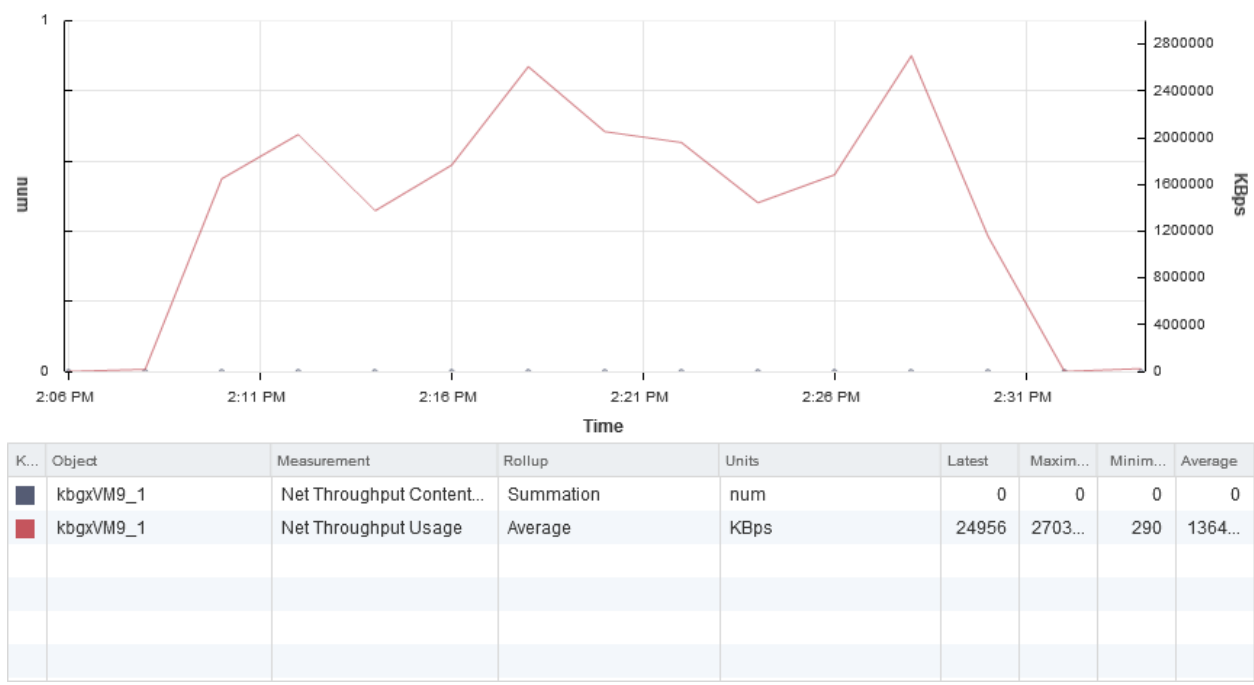 1
2800000
2400000
2000000
1600000
num
KBps
1200000
800000
400000
0
0
2:06 PM 2:11 PM 2:16 PM 2:21 PM 2:26 PM 2:31 PM
Time
K... Object Measurement Rollup Units Latest Maxim... Minim... Average
kbgxVM9_1 Net Throughput Content... Summation num 0 0 0 0
kbgxVM9_1 Net Throughput Usage Average KBps 24956 2703... 290 1364...